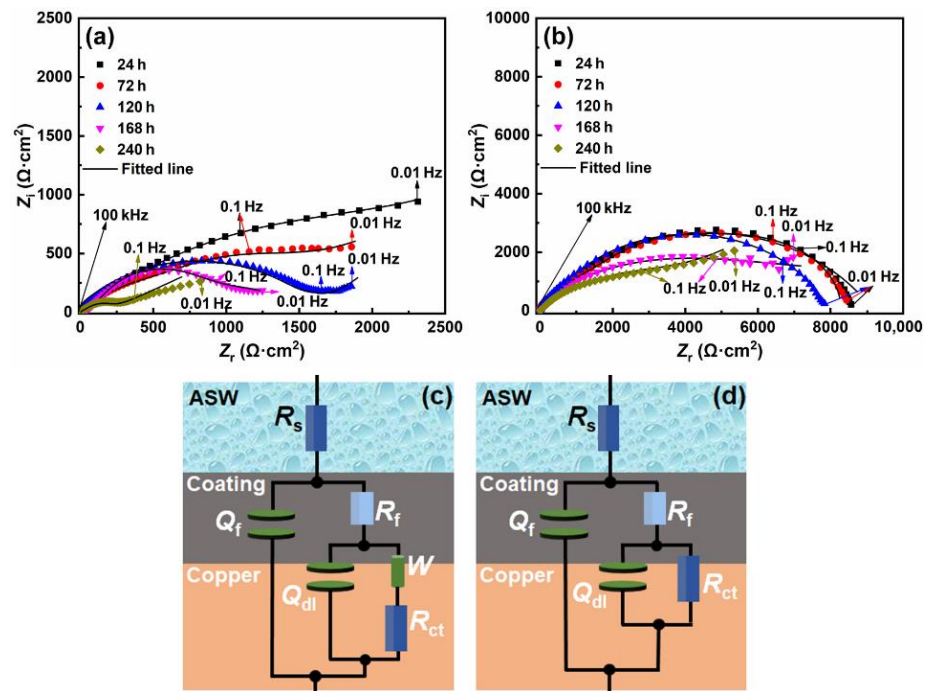 (a)
24 h
72 h
120 h
168 h
240 h
Fitted line
100 kHz
0.1 Hz
0.1 Hz
0.01 Hz
0.01 Hz
0.1 Hz
0.1 Hz
0.01 Hz
0.01 Hz
0.01 Hz
2500
2000
1500
1000
500
0
Zi (Ω·cm²)
0 500 1000 1500 2000 2500
Zr (Ω·cm²)
(b)
24 h
72 h
120 h
168 h
240 h
Fitted line
100 kHz
0.1 Hz
0.01 Hz
0.1 Hz
0.01 Hz
0.1 Hz
0.01 Hz
0.1 Hz
10000
8000
6000
4000
2000
0
Zi (Ω·cm²)
0 2000 4000 6000 8000 10,000
Zr (Ω·cm²)
ASW
(c)
Rs
Coating
Qf
Rf
Copper
Qdl
W
Rct
ASW
(d)
Rs
Coating
Qf
Rf
Copper
Qdl
Rct